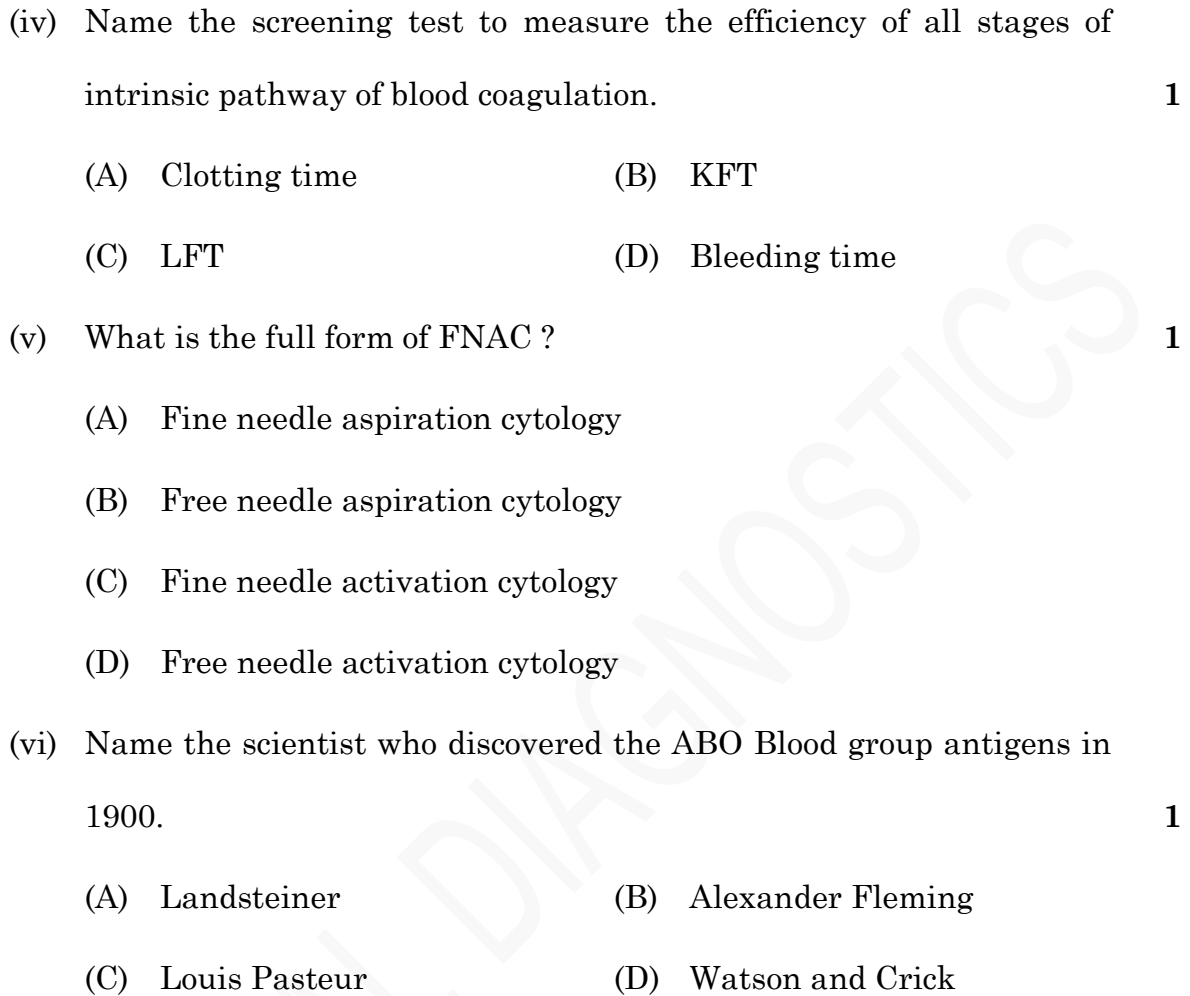 (iv) Name the screening test to measure the efficiency of all stages of
intrinsic pathway of blood coagulation. 1
(A) Clotting time (B) KFT
(C) LFT (D) Bleeding time
(v) What is the full form of FNAC ? 1
(A) Fine needle aspiration cytology
(B) Free needle aspiration cytology
(C) Fine needle activation cytology
(D) Free needle activation cytology
(vi) Name the scientist who discovered the ABO Blood group antigens in
1900. 1
(A) Landsteiner (B) Alexander Fleming
(C) Louis Pasteur (D) Watson and Crick
DIAGNOSTICS